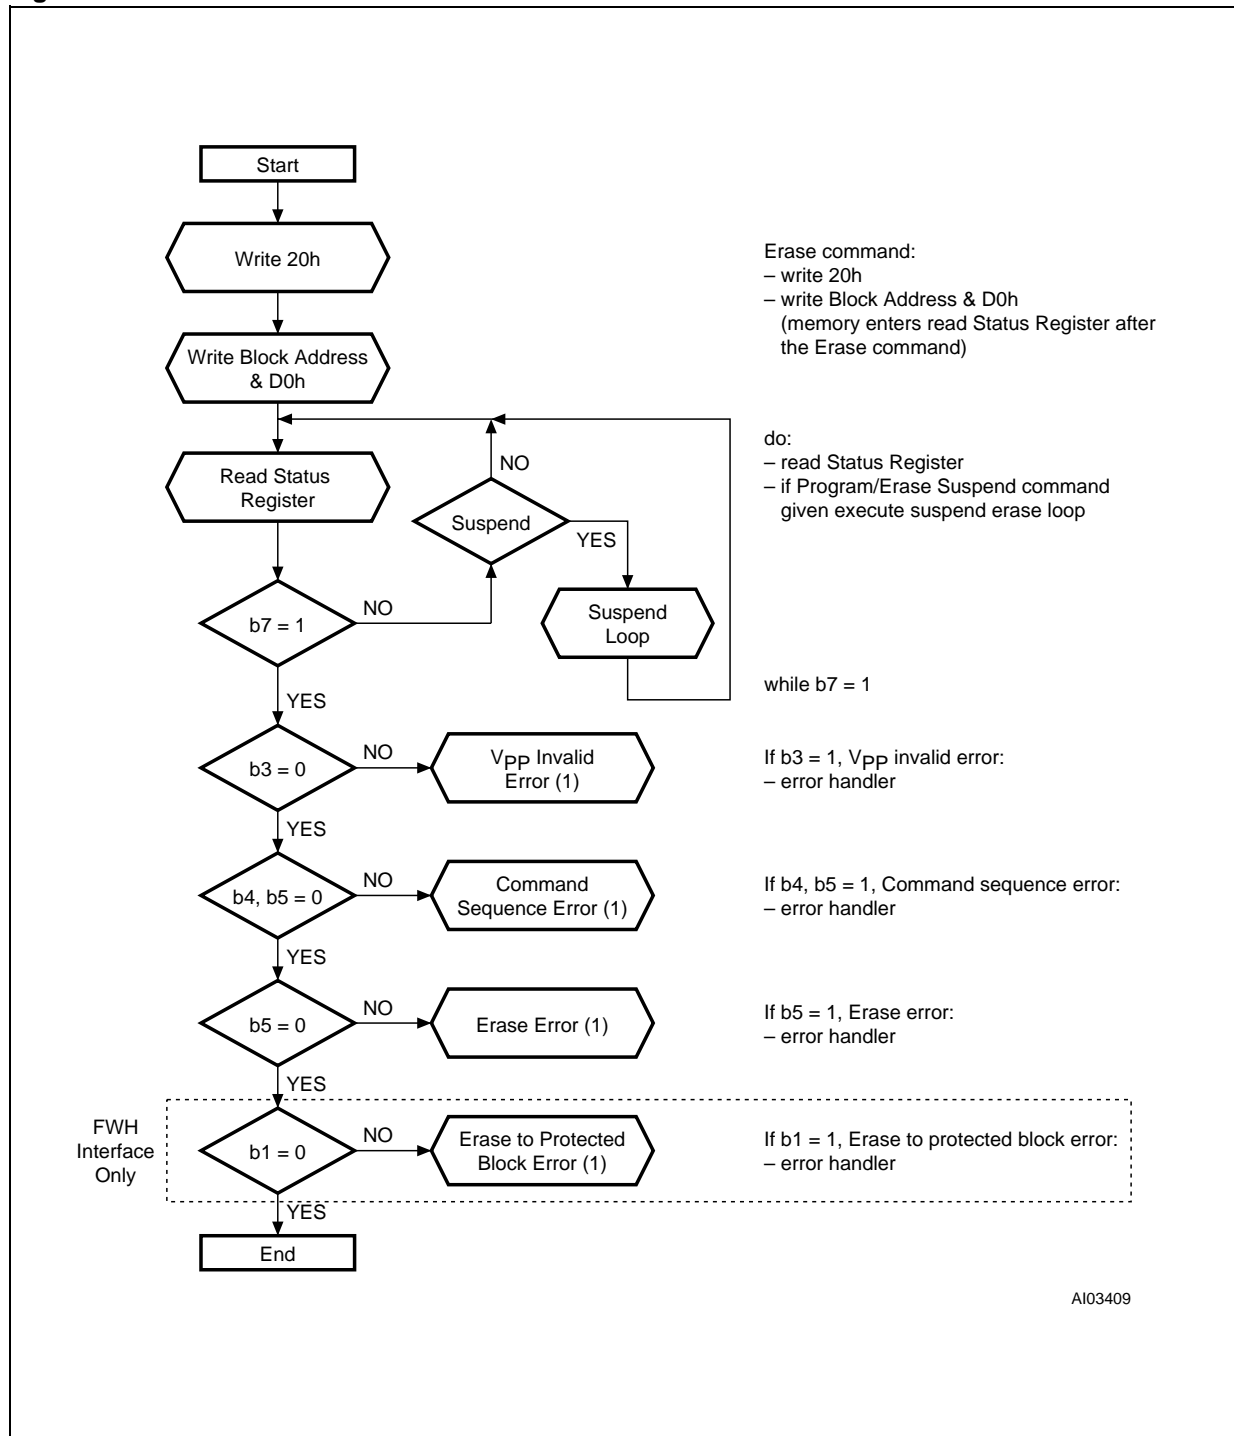 Start
Write 20h
Erase command:
– write 20h
– write Block Address & D0h
(memory enters read Status Register after
the Erase command)
Write Block Address
& D0h
do:
– read Status Register
– if Program/Erase Suspend command
given execute suspend erase loop
Read Status
Register
NO
Suspend
YES
b7 = 1
NO
Suspend
Loop
while b7 = 1
YES
b3 = 0
NO
VPP Invalid
Error (1)
If b3 = 1, VPP invalid error:
– error handler
YES
b4, b5 = 0
NO
Command
Sequence Error (1)
If b4, b5 = 1, Command sequence error:
– error handler
YES
b5 = 0
NO
Erase Error (1)
If b5 = 1, Erase error:
– error handler
YES
FWH
Interface
Only
b1 = 0
NO
Erase to Protected
Block Error (1)
If b1 = 1, Erase to protected block error:
– error handler
YES
End
AI03409